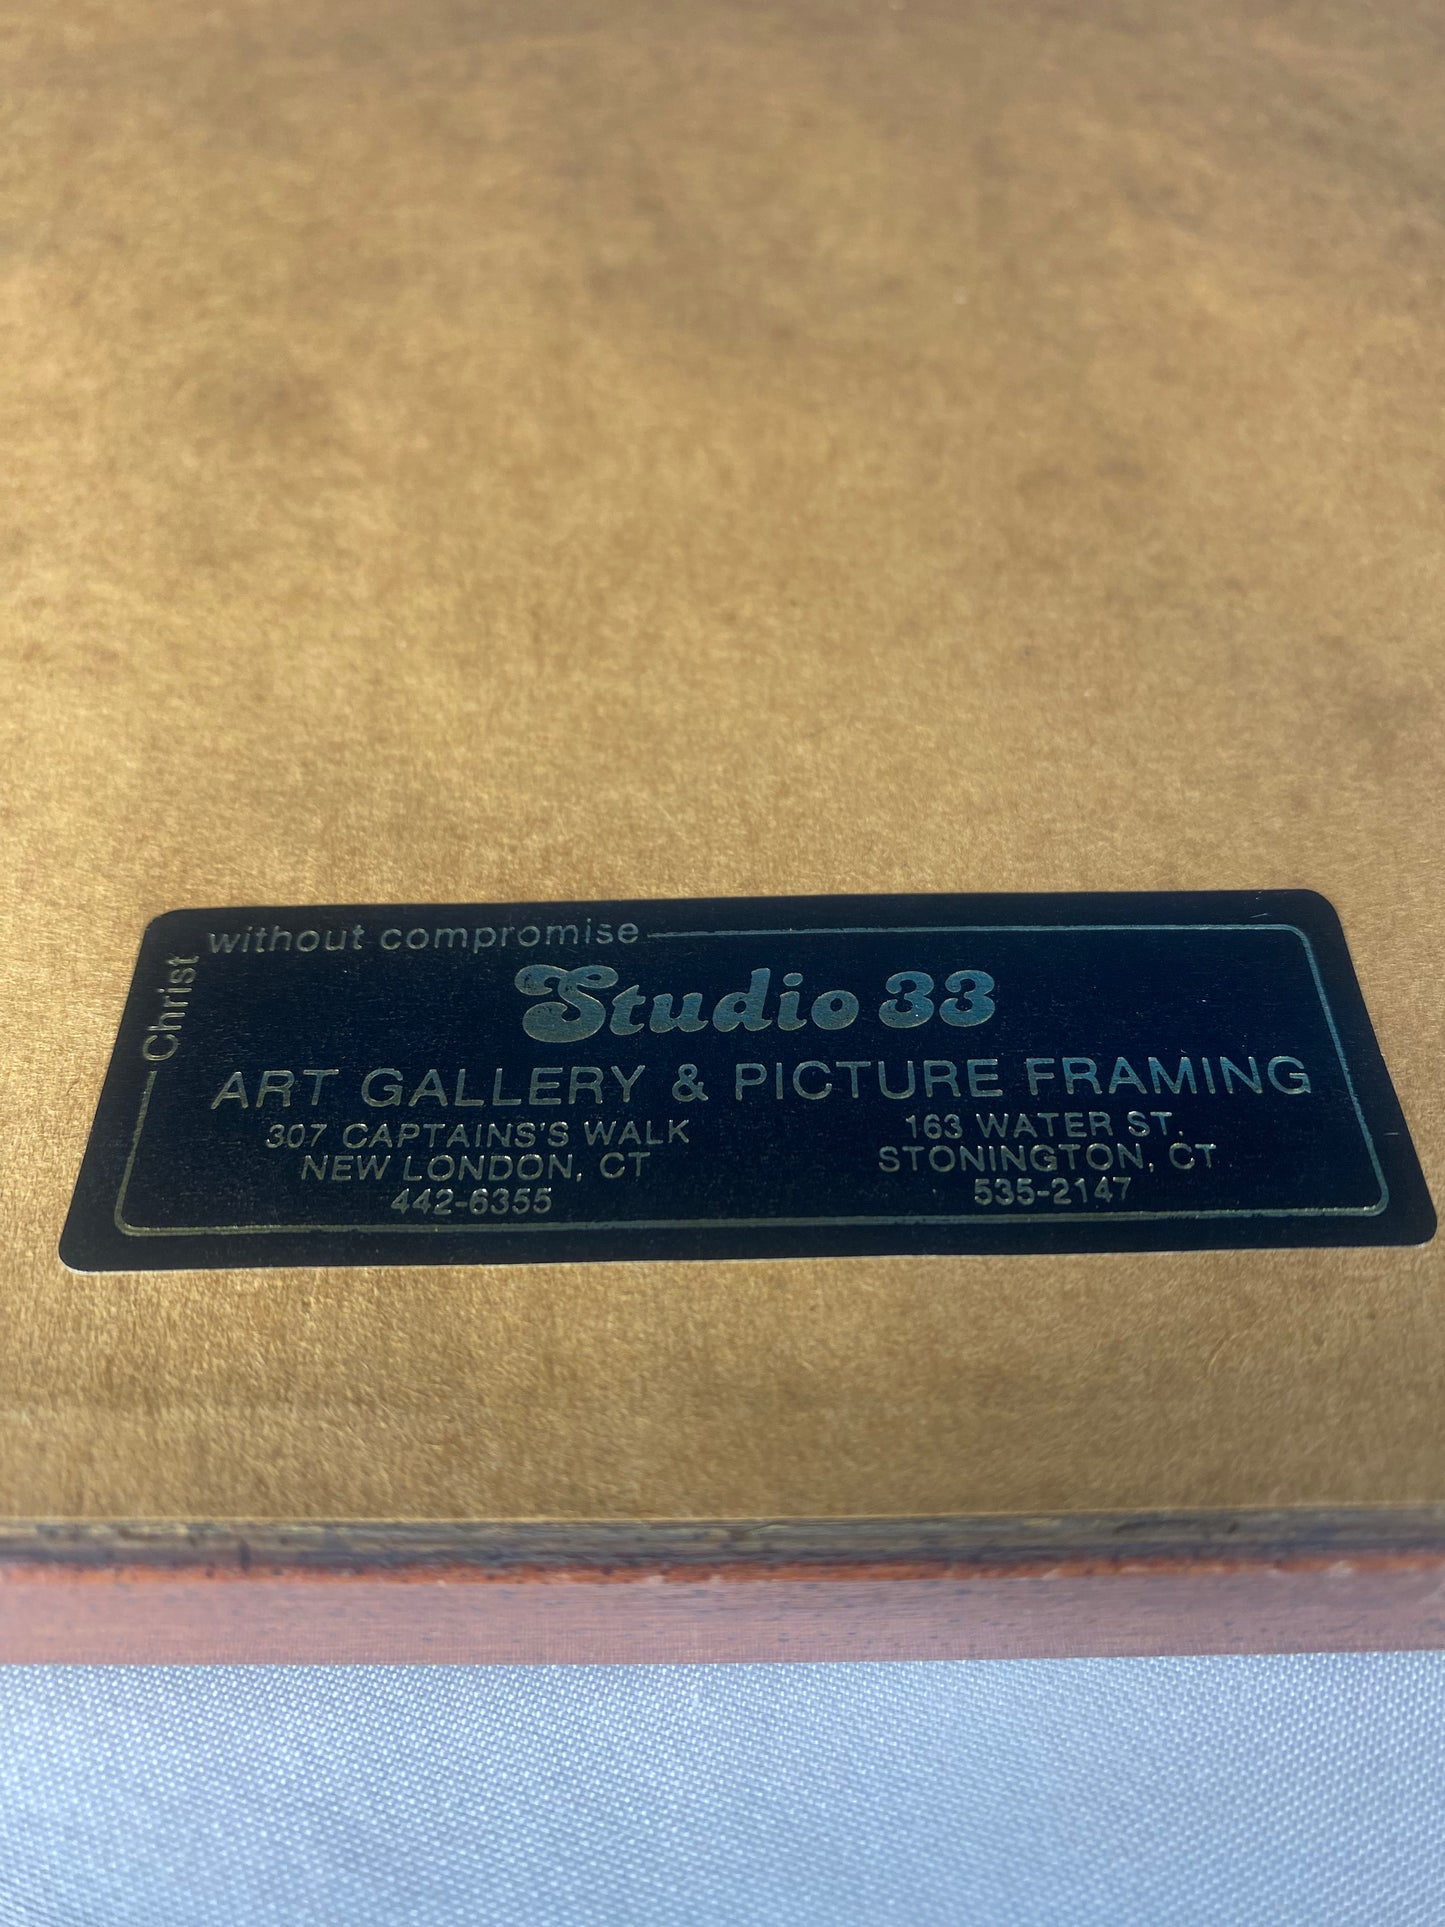 Christ
without compromise
Studio 33
ART GALLERY & PICTURE FRAMING
307 CAPTAINS'S WALK
NEW LONDON, CT
442-6355
163 WATER ST.
STONINGTON, CT
535-2147